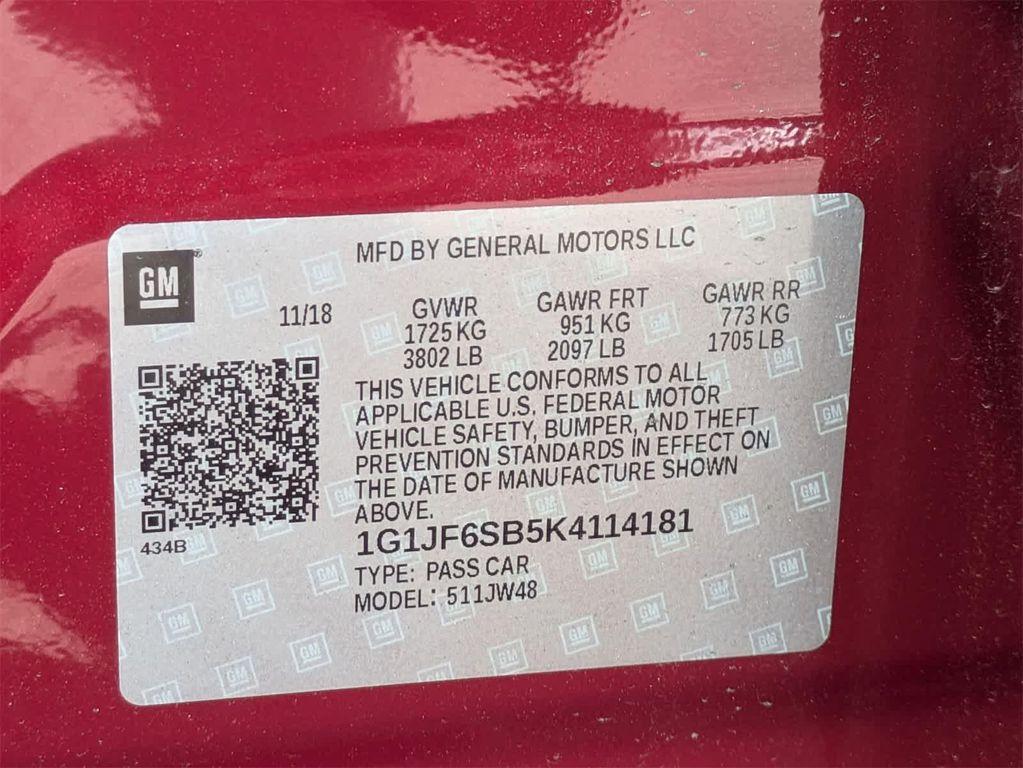 MFD BY GENERAL MOTORS LLC
GM
11/18
GVWR
1725 KG
3802 LB
GAWR FRT
951 KG
2097 LB
GAWR RR
773 KG
1705 LB
THIS VEHICLE CONFORMS TO ALL
APPLICABLE U.S. FEDERAL MOTOR
VEHICLE SAFETY, BUMPER, AND THEFT
PREVENTION STANDARDS IN EFFECT ON
THE DATE OF MANUFACTURE SHOWN
ABOVE.
434B
1G1JF6SB5K4114181
TYPE: PASS CAR
MODEL: 511JW48